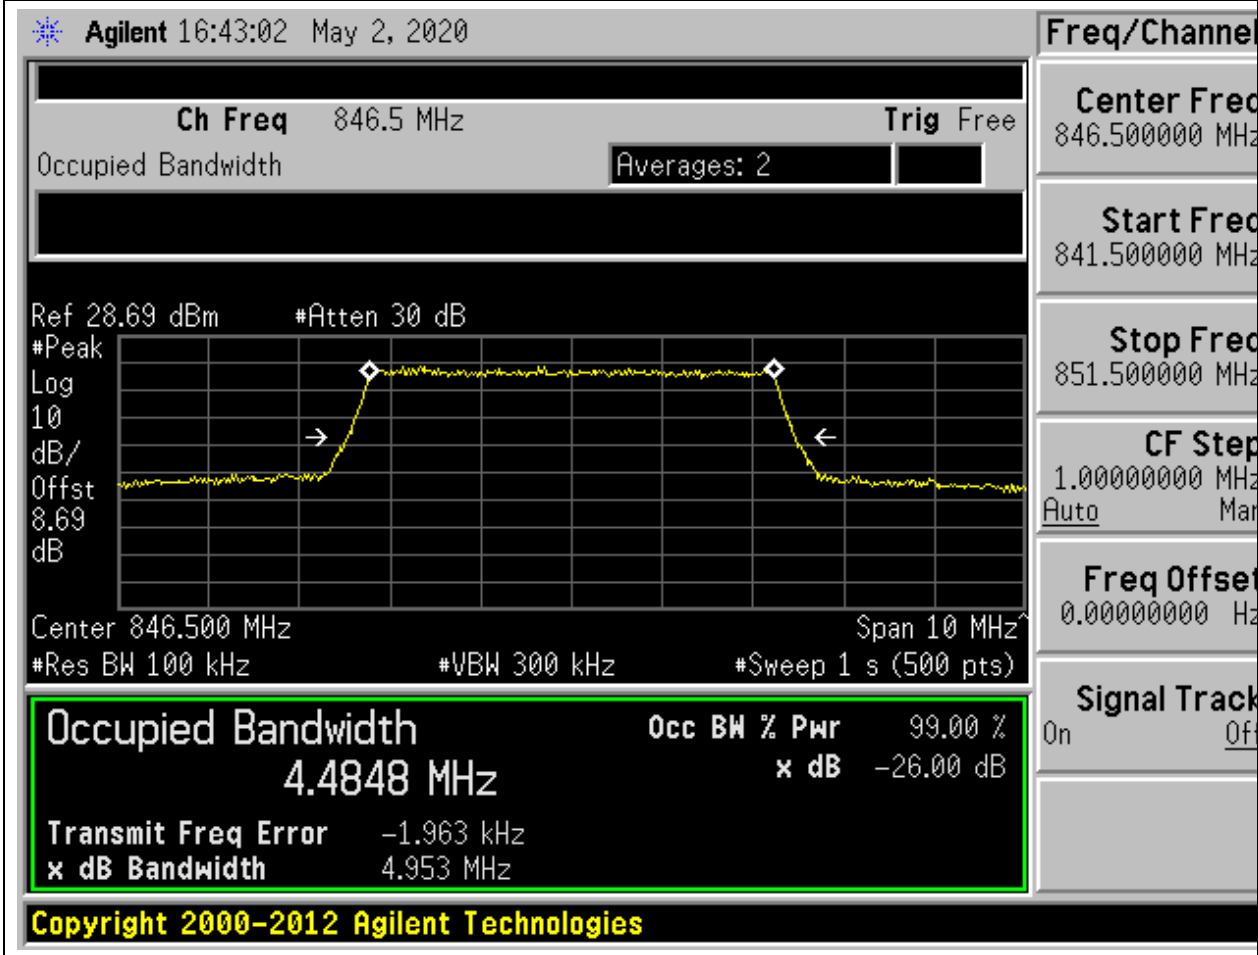 Agilent 16:43:02 May 2, 2020
Ch Freq 846.5 MHz Trig Free
Occupied Bandwidth Averages: 2
Ref 28.69 dBm #Atten 30 dB
#Peak
Log
10
dB/
Offst
8.69
dB
Center 846.500 MHz Span 10 MHz^
#Res BW 100 kHz #VBW 300 kHz #Sweep 1 s (500 pts)
Occupied Bandwidth Occ BW % Pwr 99.00 %
4.4848 MHz x dB -26.00 dB
Transmit Freq Error -1.963 kHz
x dB Bandwidth 4.953 MHz
Copyright 2000-2012 Agilent Technologies
Freq/Channel
Center Freq
846.500000 MHz
Start Freq
841.500000 MHz
Stop Freq
851.500000 MHz
CF Step
1.00000000 MHz
Auto Man
Freq Offset
0.00000000 Hz
Signal Track
On Off